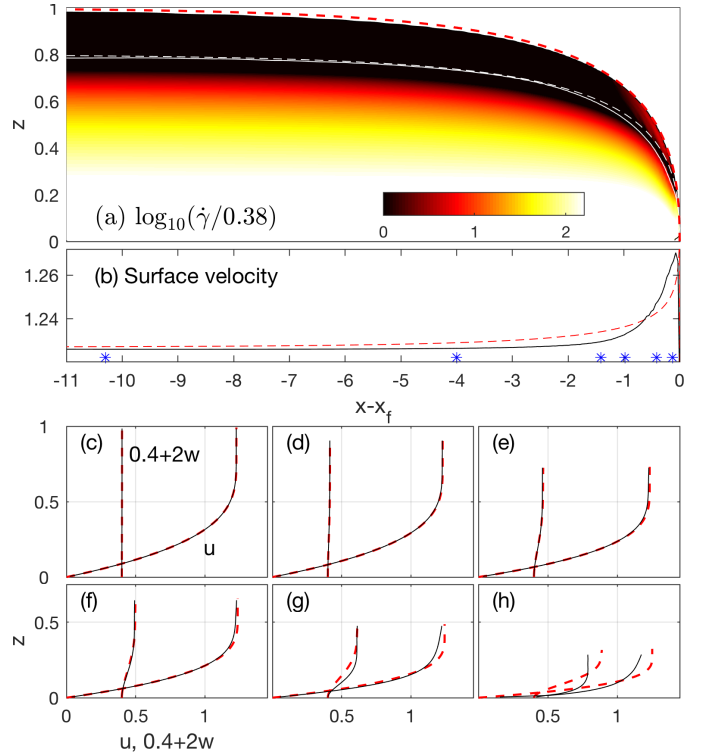 1
0.8
0.6
0.4
0.2
0
z
(a) log10(γ̇/0.38)
0 1 2
1.26
1.24
1.22
(b) Surface velocity
-11 -10 -9 -8 -7 -6 -5 -4 -3 -2 -1 0
x-xf
1
0.5
0
(c)
0.4+2w
u
(d)
(e)
z
0.5
0
(f)
(g)
(h)
0 0.5 1 0.5 1 0.5 1
u, 0.4+2w